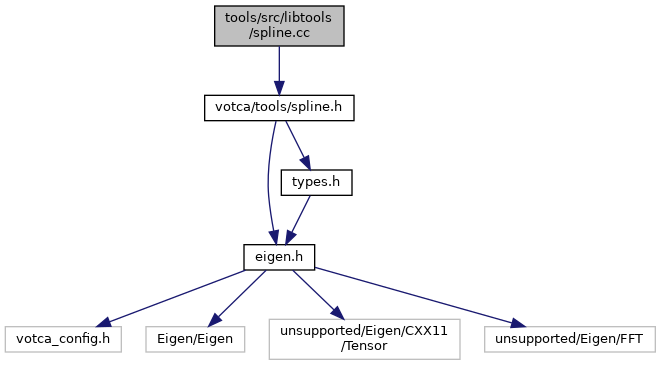 tools/src/libtools
/spline.cc
votca/tools/spline.h
types.h
eigen.h
votca_config.h
Eigen/Eigen
unsupported/Eigen/CXX11
/Tensor
unsupported/Eigen/FFT